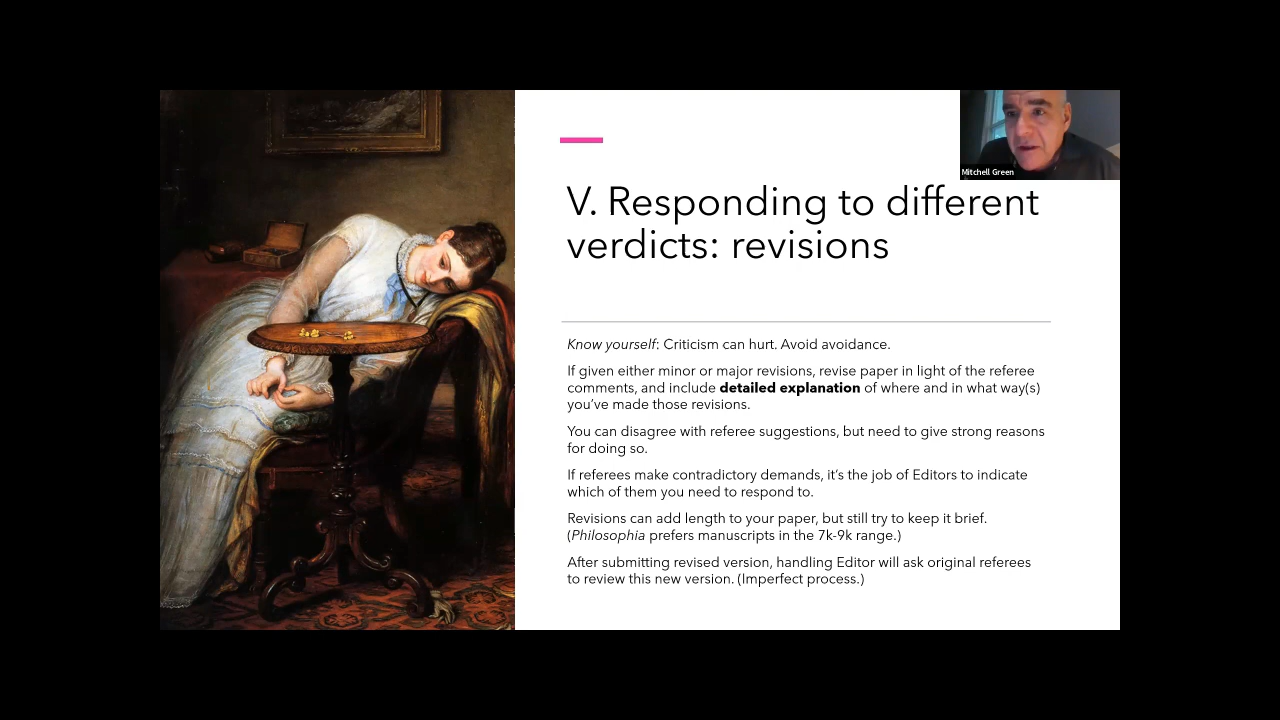 Mitchell Green
V. Responding to different
verdicts: revisions
Know yourself: Criticism can hurt. Avoid avoidance.
If given either minor or major revisions, revise paper in light of the referee
comments, and include detailed explanation of where and in what way(s)
you've made those revisions.
You can disagree with referee suggestions, but need to give strong reasons
for doing so.
If referees make contradictory demands, it's the job of Editors to indicate
which of them you need to respond to.
Revisions can add length to your paper, but still try to keep it brief.
(Philosophia prefers manuscripts in the 7k-9k range.)
After submitting revised version, handling Editor will ask original referees
to review this new version. (Imperfect process.)